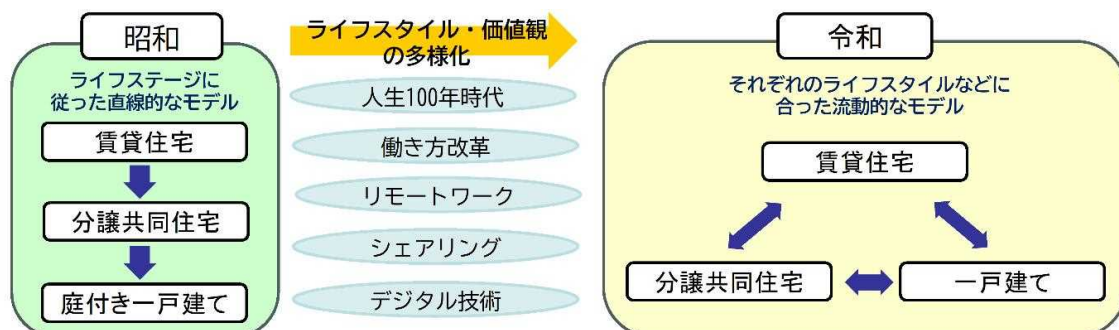 昭和
ライフステージに
従った直線的なモデル
賃貸住宅
分譲共同住宅
庭付き一戸建て
ライフスタイル・価値観
の多様化
人生100年時代
働き方改革
リモートワーク
シェアリング
デジタル技術
令和
それぞれのライフスタイルなどに
合った流動的なモデル
賃貸住宅
分譲共同住宅
一戸建て